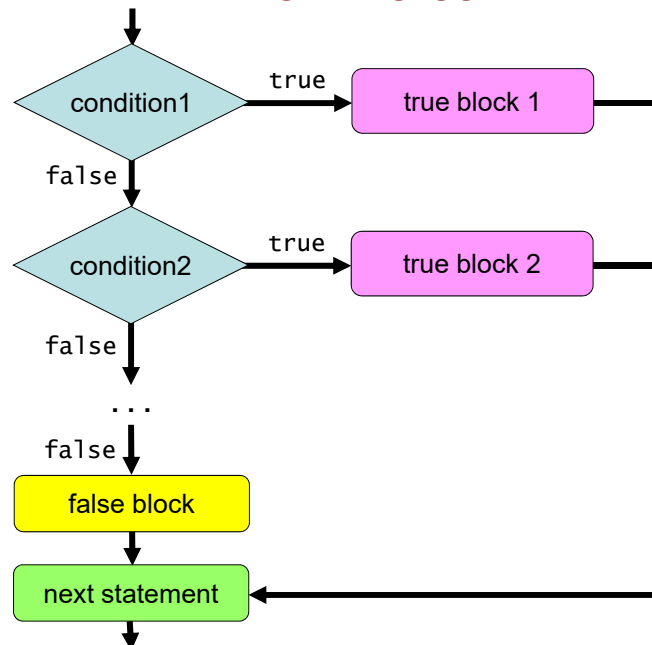 condition1
true
true block 1
false
condition2
true
true block 2
false
...
false
false block
next statement